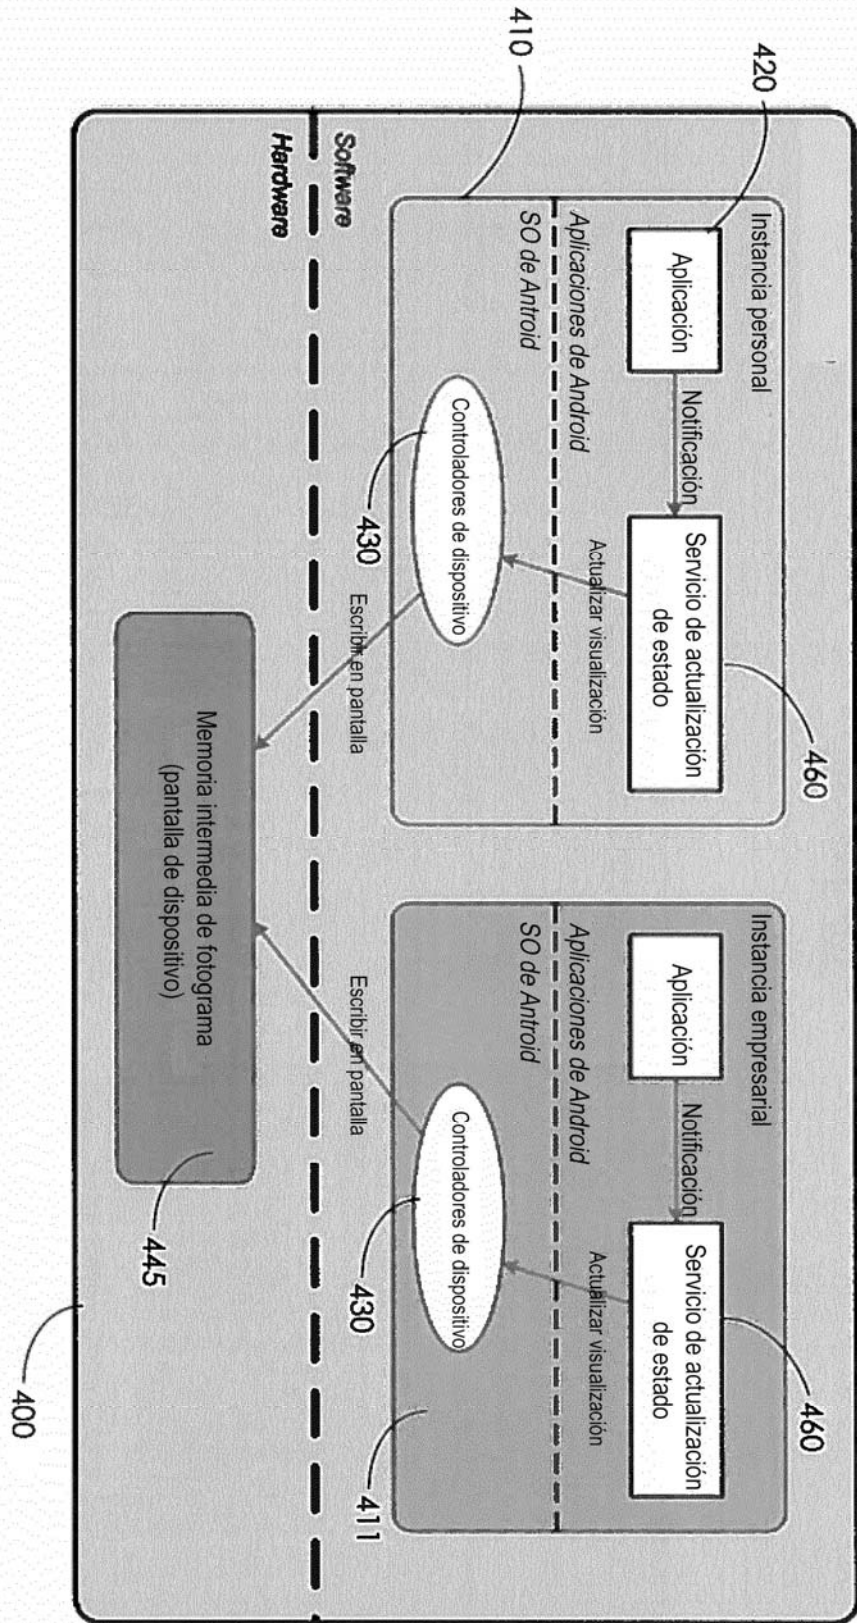 420
410
Instancia personal
Aplicación
Notificación
Servicio de actualización
de estado
460
Aplicaciones de Android
SO de Antroid
Actualizar visualización
Controladores de dispositivo
430
Instancia empresarial
Aplicación
Notificación
Servicio de actualización
de estado
460
Aplicaciones de Android
SO de Antroid
Actualizar visualización
Controladores de dispositivo
430
411
Escribir en pantalla
Escribir en pantalla
Software
Hardware
Memoria intermedia de fotograma
(pantalla de dispositivo)
445
400